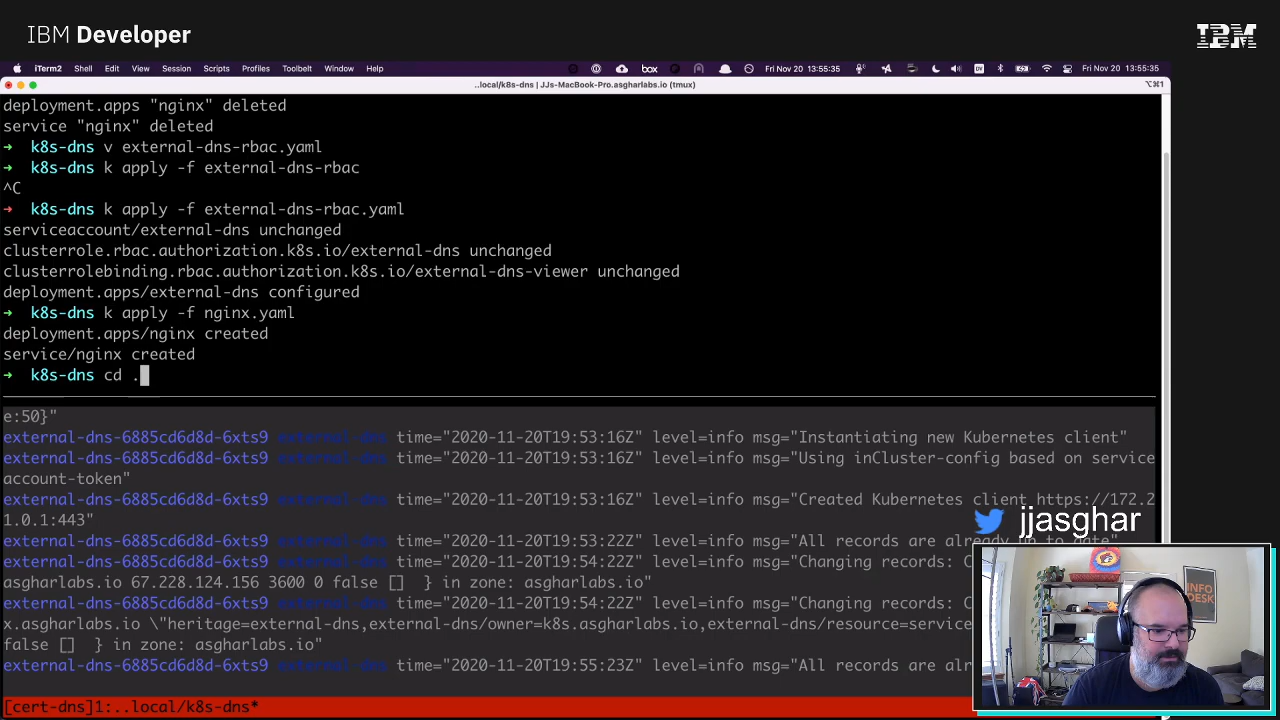 IBM Developer
IBM
iTerm2 Shell Edit View Session Scripts Profiles Toolbelt Window Help box Fri Nov 20 13:55:35 Fri Nov 20 13:55:35
..local/k8s-dns | JJs-MacBook-Pro.asgharlabs.io (tmux) ⌥⌘1
deployment.apps "nginx" deleted
service "nginx" deleted
➜ k8s-dns v external-dns-rbac.yaml
➜ k8s-dns k apply -f external-dns-rbac
^C
➜ k8s-dns k apply -f external-dns-rbac.yaml
serviceaccount/external-dns unchanged
clusterrole.rbac.authorization.k8s.io/external-dns unchanged
clusterrolebinding.rbac.authorization.k8s.io/external-dns-viewer unchanged
deployment.apps/external-dns configured
➜ k8s-dns k apply -f nginx.yaml
deployment.apps/nginx created
service/nginx created
➜ k8s-dns cd .
e:50}"
external-dns-6885cd6d8d-6xts9 external-dns time="2020-11-20T19:53:16Z" level=info msg="Instantiating new Kubernetes client"
external-dns-6885cd6d8d-6xts9 external-dns time="2020-11-20T19:53:16Z" level=info msg="Using inCluster-config based on service
account-token"
external-dns-6885cd6d8d-6xts9 external-dns time="2020-11-20T19:53:16Z" level=info msg="Created Kubernetes client https://172.2
1.0.1:443"
jjasghar
external-dns-6885cd6d8d-6xts9 external-dns time="2020-11-20T19:53:22Z" level=info msg="All records are already up to date"
external-dns-6885cd6d8d-6xts9 external-dns time="2020-11-20T19:54:22Z" level=info msg="Changing records: C
asgharlabs.io 67.228.124.156 3600 0 false [] } in zone: asgharlabs.io"
external-dns-6885cd6d8d-6xts9 external-dns time="2020-11-20T19:54:22Z" level=info msg="Changing records: C
x.asgharlabs.io \"heritage=external-dns,external-dns/owner=k8s.asgharlabs.io,external-dns/resource=service
false [] } in zone: asgharlabs.io"
external-dns-6885cd6d8d-6xts9 external-dns time="2020-11-20T19:55:23Z" level=info msg="All records are alr
INFO
DESK
[cert-dns]1:..local/k8s-dns*